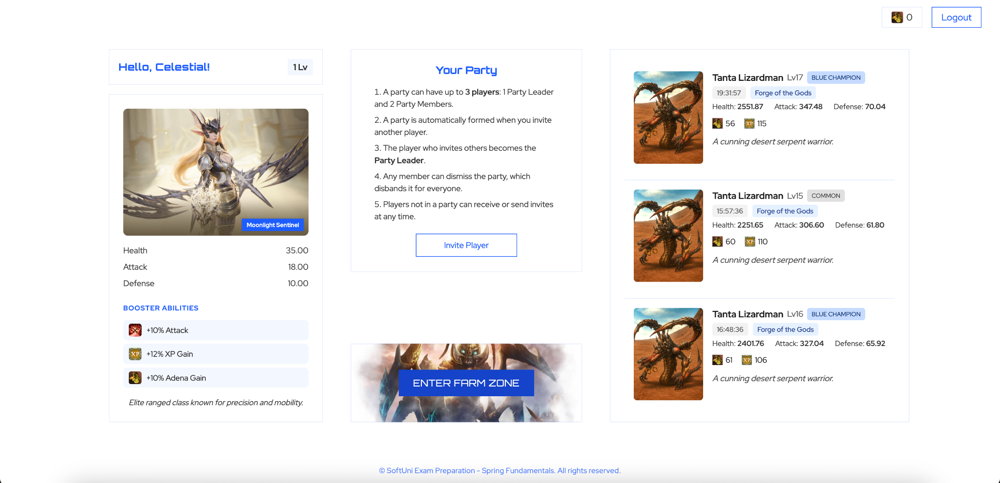 0
Logout
Hello, Celestial!
1 Lv
Moonlight Sentinel
Health 35.00
Attack 18.00
Defense 10.00
BOOSTER ABILITIES
+10% Attack
XP +12% XP Gain
+10% Adena Gain
Elite ranged class known for precision and mobility.
Your Party
1. A party can have up to 3 players: 1 Party Leader
and 2 Party Members.
2. A party is automatically formed when you invite
another player.
3. The player who invites others becomes the
Party Leader.
4. Any member can dismiss the party, which
disbands it for everyone.
5. Players not in a party can receive or send invites
at any time.
Invite Player
ENTER FARM ZONE
Tanta Lizardman Lv17 BLUE CHAMPION
19:31:57 Forge of the Gods
Health: 2551.87 Attack: 347.48 Defense: 70.04
56 XP 115
A cunning desert serpent warrior.
Tanta Lizardman Lv15 COMMON
15:57:36 Forge of the Gods
Health: 2251.65 Attack: 306.60 Defense: 61.80
60 XP 110
A cunning desert serpent warrior.
Tanta Lizardman Lv16 BLUE CHAMPION
16:48:36 Forge of the Gods
Health: 2401.76 Attack: 327.04 Defense: 65.92
61 XP 106
A cunning desert serpent warrior.
© SoftUni Exam Preparation - Spring Fundamentals. All rights reserved.